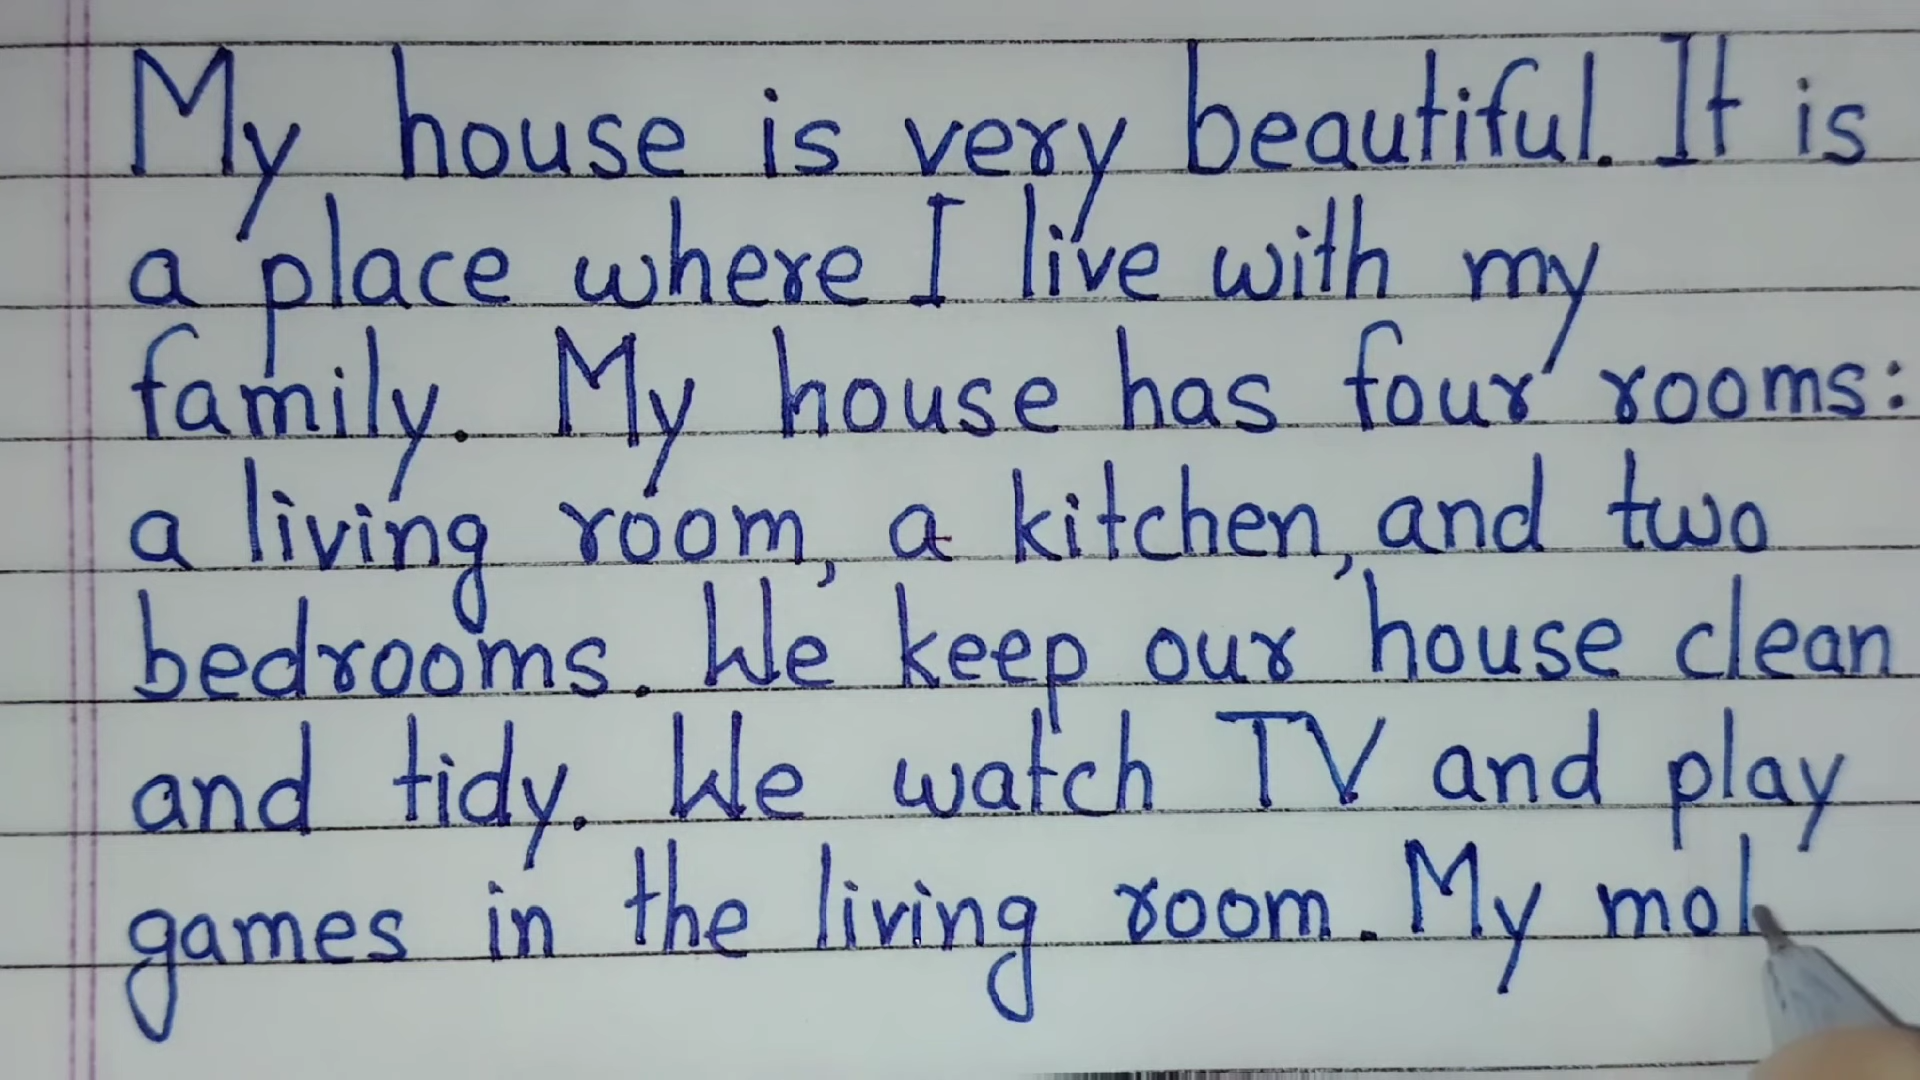 My house is very beautiful. It is
a place where I live with my
family. My house has four rooms:
a living room, a kitchen, and two
bedrooms. We keep our house clean
and tidy. We watch TV and play
games in the living room. My